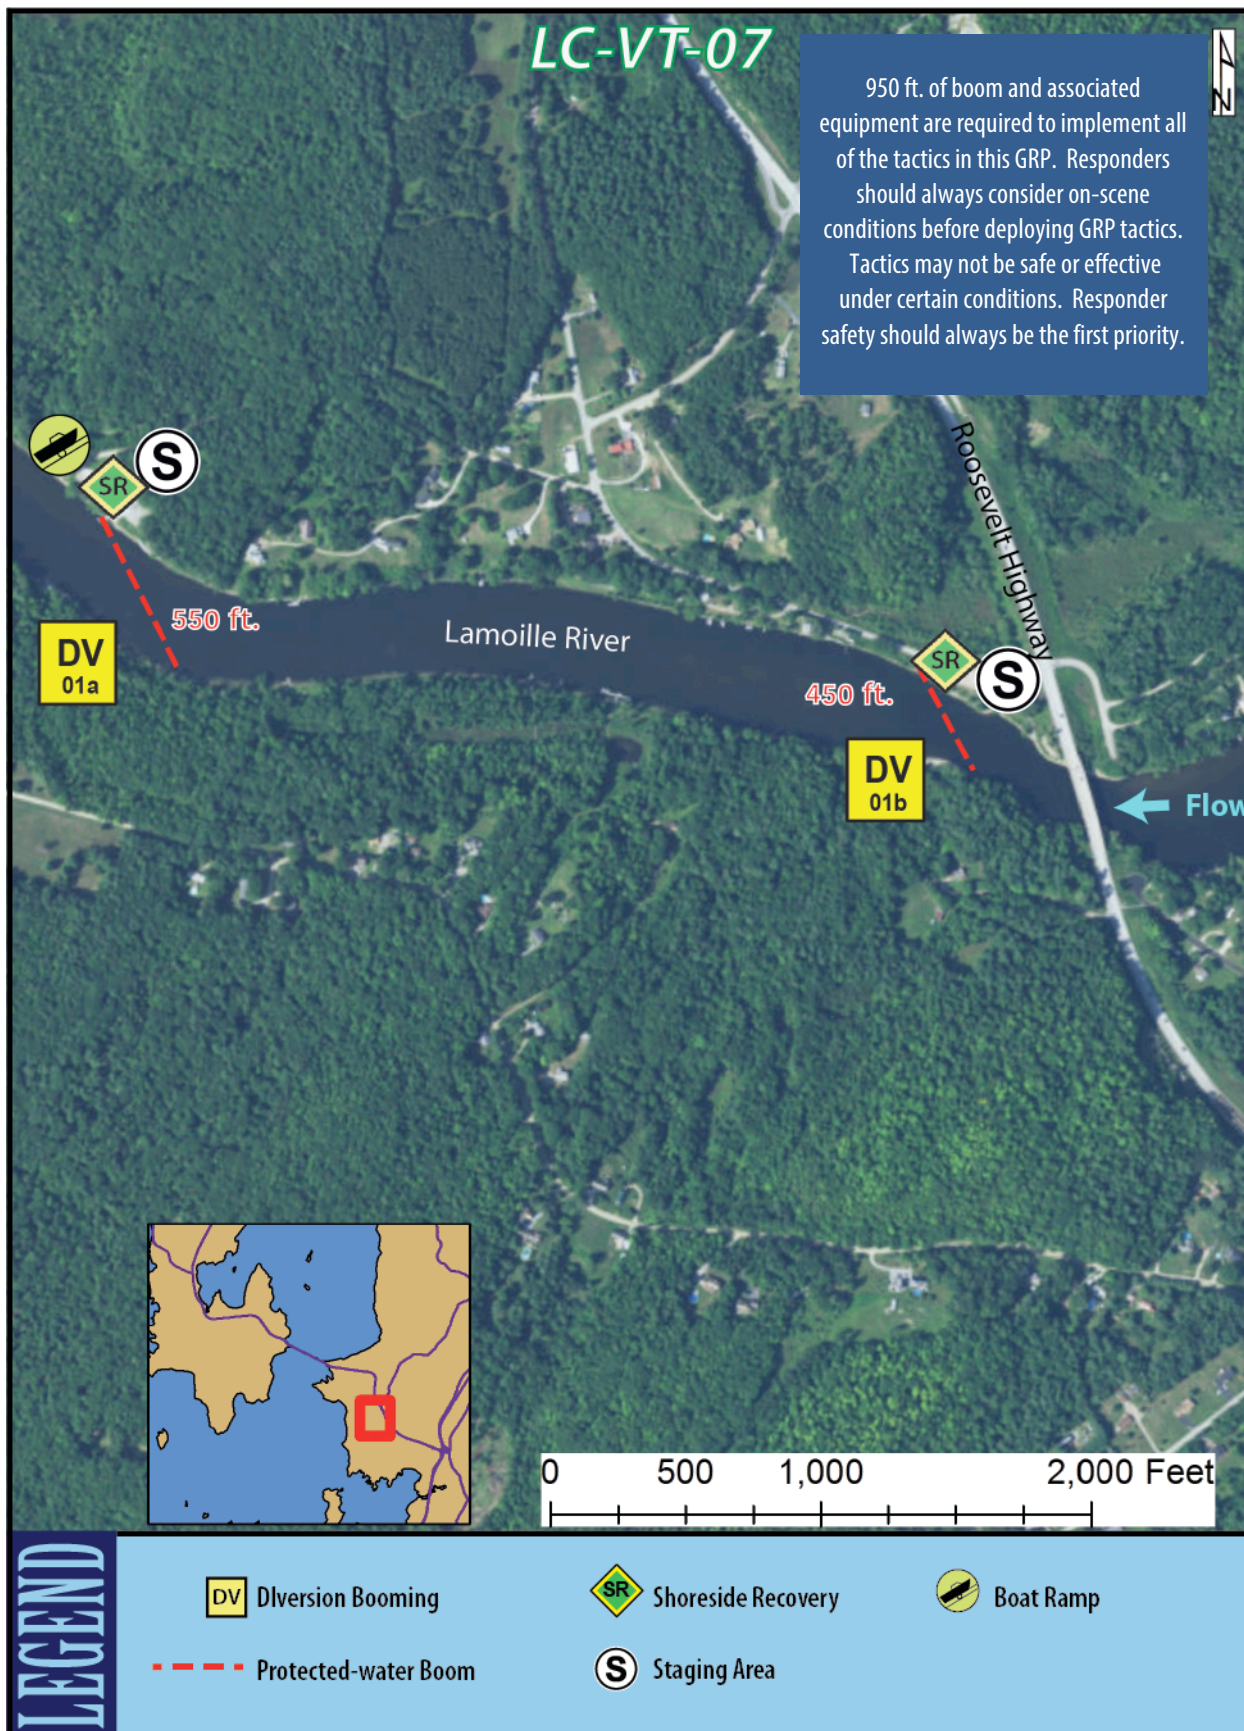 LC-VT-07
950 ft. of boom and associated
equipment are required to implement all
of the tactics in this GRP.  Responders
should always consider on-scene
conditions before deploying GRP tactics.
Tactics may not be safe or effective
under certain conditions.  Responder
safety should always be the first priority.
N
Roosevelt Highway
S
SR
550 ft.
Lamoille River
DV
01a
SR
S
450 ft.
DV
01b
Flow
0 500 1,000 2,000 Feet
LEGEND
DV DIversion Booming
SR Shoreside Recovery
Boat Ramp
Protected-water Boom
S Staging Area